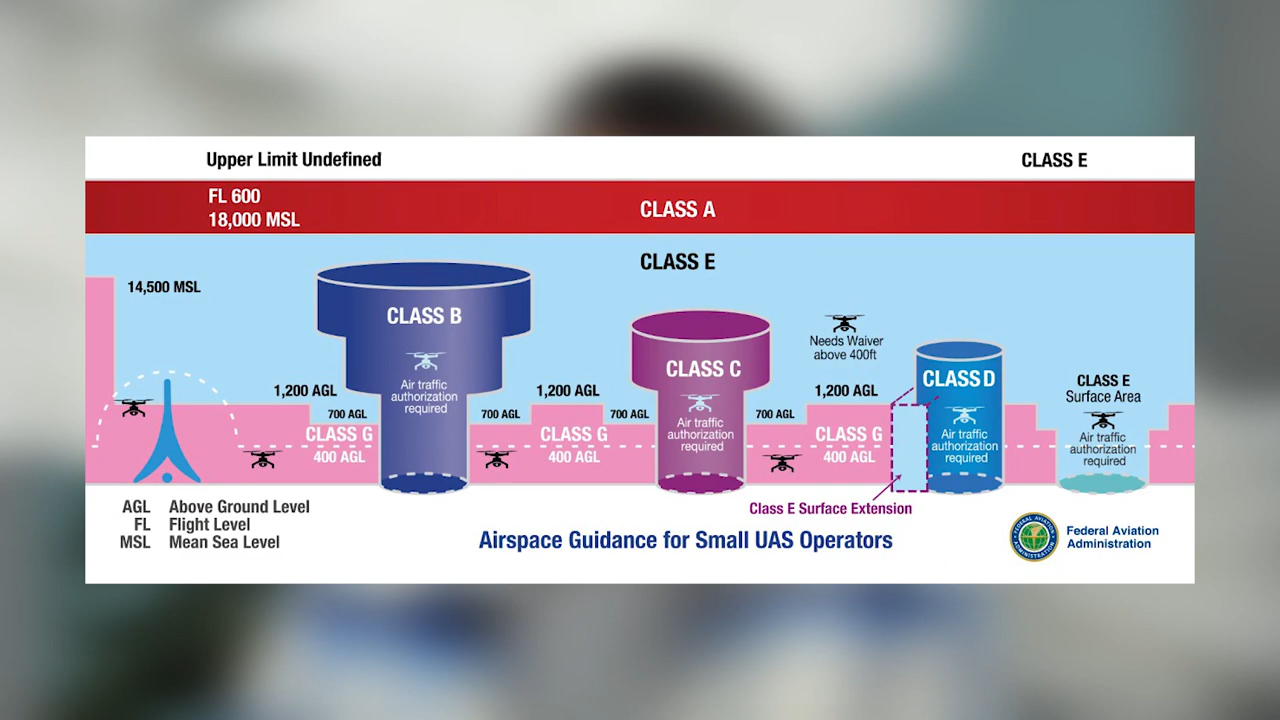 Upper Limit Undefined
CLASS E
FL 600
18,000 MSL
CLASS A
CLASS E
14,500 MSL
CLASS B
Air traffic
authorization
required
CLASS C
Air traffic
authorization
required
Needs Waiver
above 400ft
CLASS D
Air traffic
authorization
required
CLASS E
Surface Area
Air traffic
authorization
required
1,200 AGL
700 AGL
CLASS G
400 AGL
700 AGL
1,200 AGL
CLASS G
400 AGL
700 AGL
700 AGL
1,200 AGL
CLASS G
400 AGL
Class E Surface Extension
AGL Above Ground Level
FL Flight Level
MSL Mean Sea Level
Airspace Guidance for Small UAS Operators
FEDERAL AVIATION
ADMINISTRATION
Federal Aviation
Administration